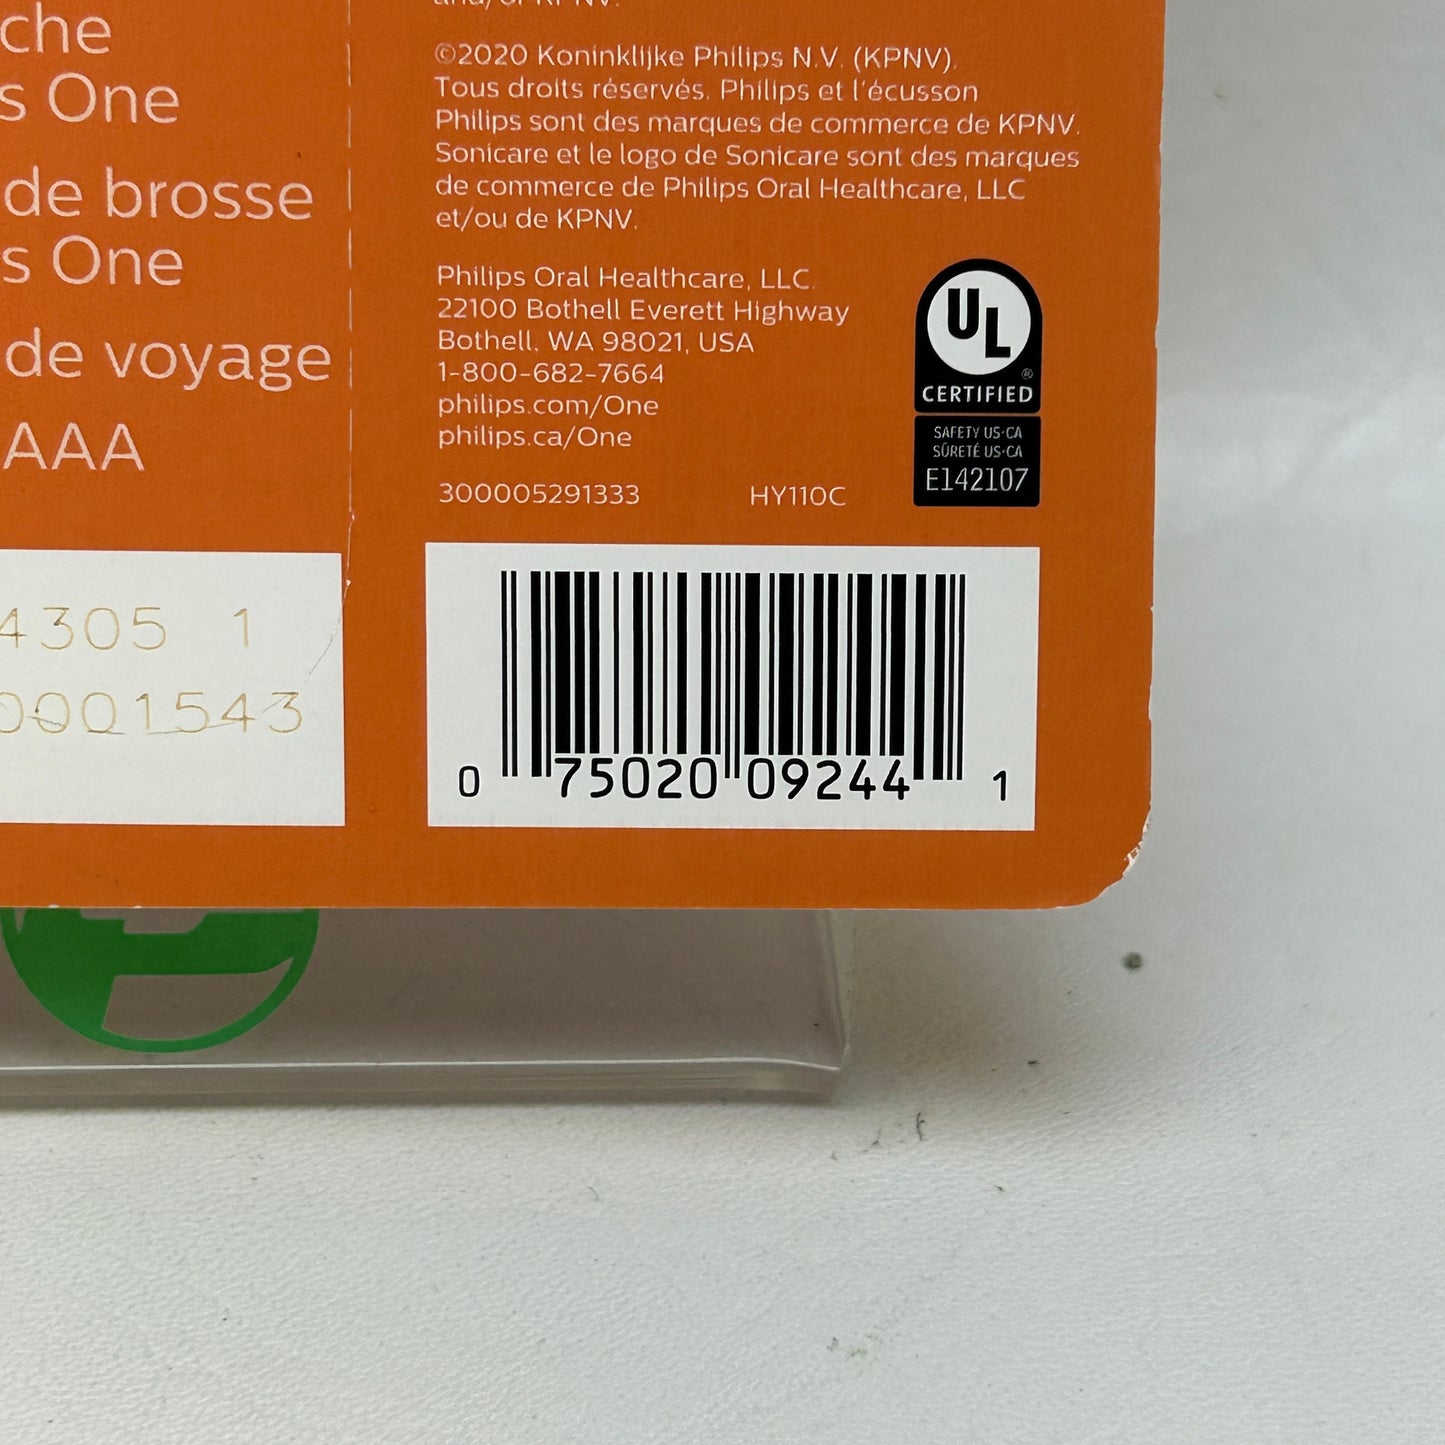 che
s One
de brosse
s One
de voyage
AAA
4305 1
0001543
and/or KPNV.
©2020 Koninklijke Philips N.V. (KPNV).
Tous droits réservés. Philips et l'écusson
Philips sont des marques de commerce de KPNV.
Sonicare et le logo de Sonicare sont des marques
de commerce de Philips Oral Healthcare, LLC
et/ou de KPNV.
Philips Oral Healthcare, LLC.
22100 Bothell Everett Highway
Bothell, WA 98021, USA
1-800-682-7664
philips.com/One
philips.ca/One
300005291333 HY110C
UL
®
CERTIFIED
SAFETY US·CA
SÛRETÉ US·CA
E142107
0 75020 09244 1